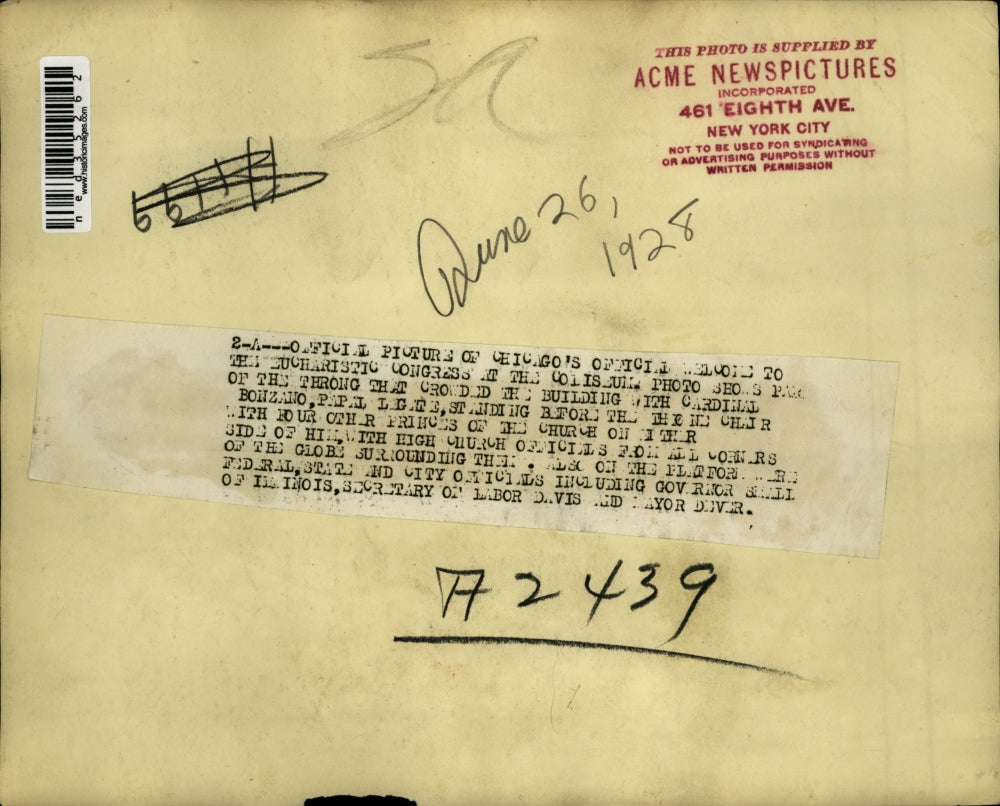 THIS PHOTO IS SUPPLIED BY
ACME NEWSPICTURES
INCORPORATED
461 EIGHTH AVE.
NEW YORK CITY
NOT TO BE USED FOR SYNDICATING
OR ADVERTISING PURPOSES WITHOUT
WRITTEN PERMISSION
www.historicimages.com
June 26,
1928
2-A---OFFICIAL PICTURE OF CHICAGO'S OFFICIAL WELCOME TO
THE EUCHARISTIC CONGRESS AT THE COLISEUM. PHOTO SHOWS PART
OF THE THRONG THAT CROWDED THE BUILDING WITH CARDINAL
BONZANO, PAPAL LEGATE, STANDING BEFORE THE THRONE CHAIR
WITH FOUR OTHER PRINCES OF THE CHURCH ON EITHER
SIDE OF HIM, WITH HIGH CHURCH OFFICIALS FROM ALL CORNERS
OF THE GLOBE SURROUNDING THEM. ALSO ON THE PLATFORM WERE
FEDERAL, STATE AND CITY OFFICIALS INCLUDING GOVERNOR SMALL
OF ILLINOIS, SECRETARY OF LABOR DAVIS AND MAYOR DEVER.
A2439